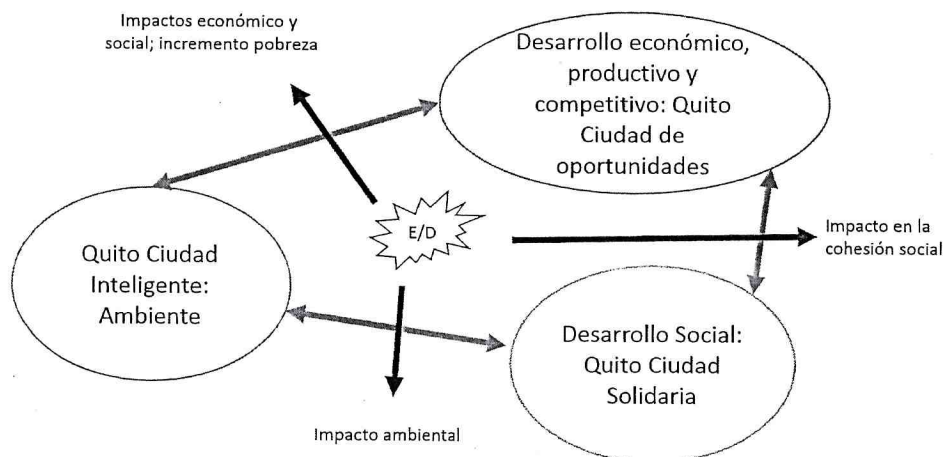 Impactos económico y
social; incremento pobreza
Desarrollo económico,
productivo y
competitivo: Quito
Ciudad de
oportunidades
E/D
Impacto en la
cohesión social
Quito Ciudad
Inteligente:
Ambiente
Desarrollo Social:
Quito Ciudad
Solidaria
Impacto ambiental